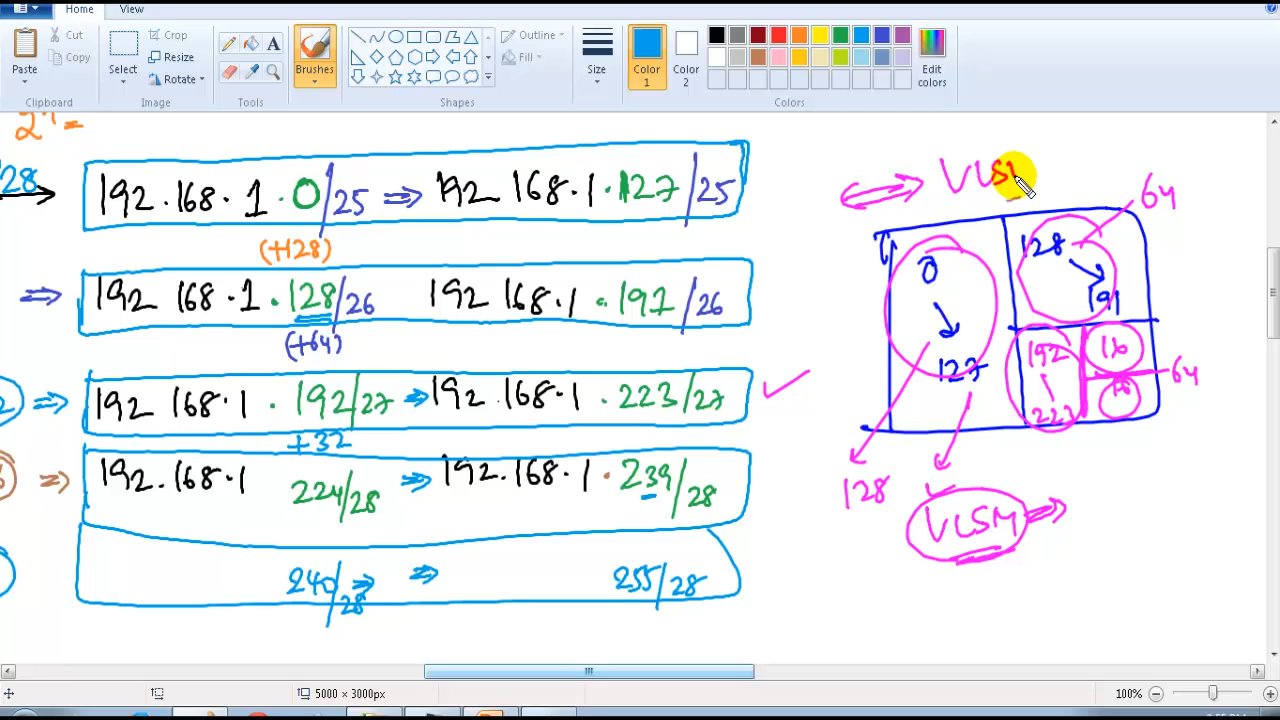 Home View
Cut
Copy
Paste
Clipboard
Crop
Resize
Rotate
Select
Image
Tools
Brushes
Outline
Fill
Shapes
Size
Color 1
Color 2
Edit colors
Colors
/28
192.168.1.0/25 ⇒ 192.168.1.127/25
(+128)
⇒ 192 168.1.128/26 192 168.1.191/26
(+64)
⇒ 192 168.1.192/27 ⇒ 192.168.1.223/27 ✓
+32
⇒ 192.168.1 224/28 ⇒ 192.168.1.239/28
240/28 ⇒ ⇒ 255/28
VLS
64
0
127
128
191
192
223
16
64
128
VLSM
5000 × 3000px
100%